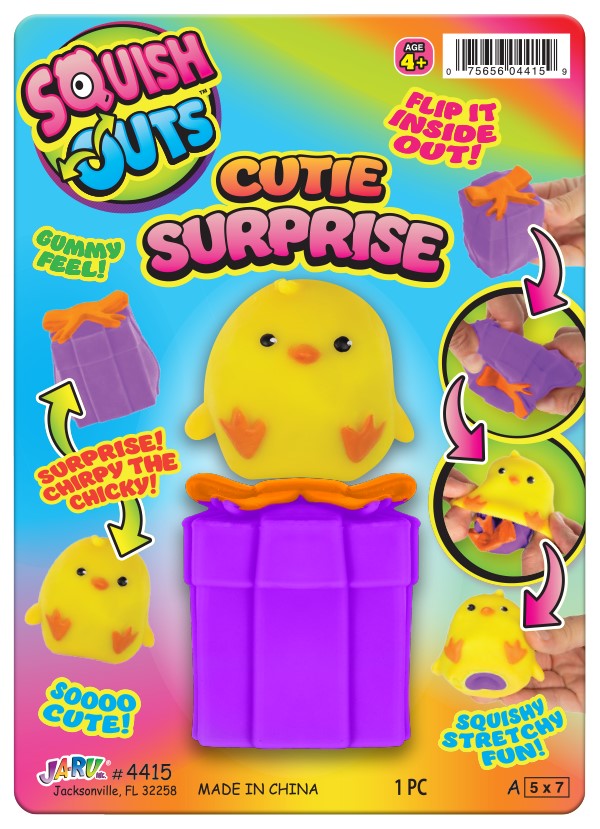 SQUISH
OUTS™
AGE
4+
0 75656 04415 9
FLIP IT
INSIDE
OUT!
CUTIE
SURPRISE
GUMMY
FEEL!
SURPRISE!
CHIRPY THE
CHICKY!
SOOOO
CUTE!
SQUISHY
STRETCHY
FUN!
JA-RU INC. # 4415
Jacksonville, FL 32258
MADE IN CHINA
1 PC
A 5 x 7